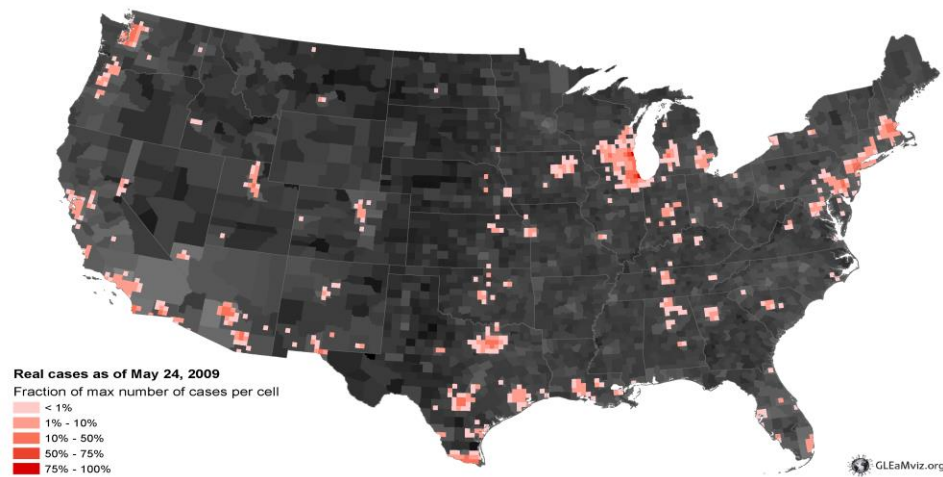 Real cases as of May 24, 2009
Fraction of max number of cases per cell
< 1%
1% - 10%
10% - 50%
50% - 75%
75% - 100%
GLEaMviz.org